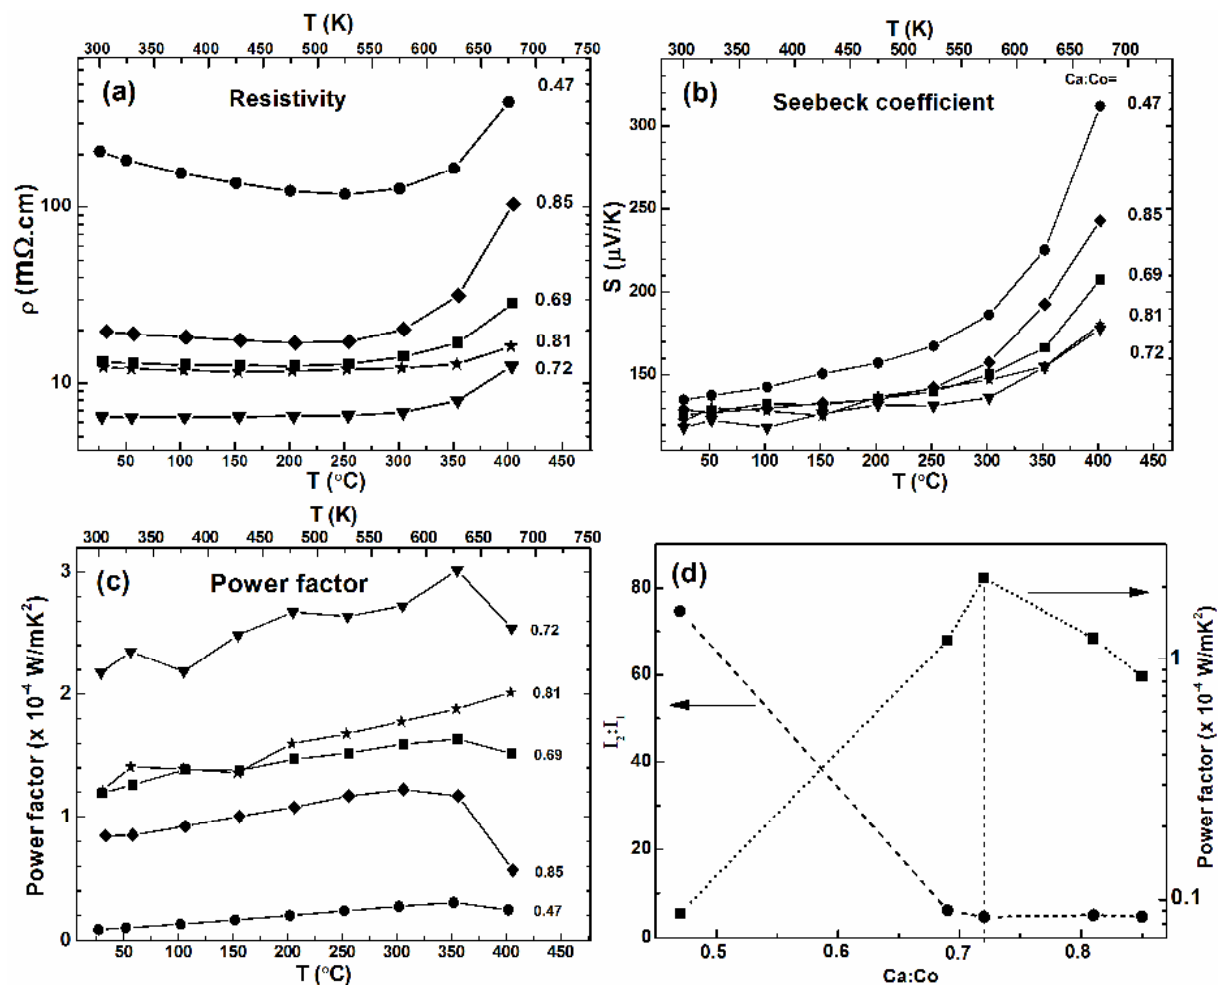 T (K)
300 350 400 450 500 550 600 650 700 750
(a)
Resistivity
0.47
0.85
0.69
0.81
0.72
100
10
ρ (mΩ.cm)
50 100 150 200 250 300 350 400 450
T (°C)
T (K)
300 350 400 450 500 550 600 650 700
(b)
Seebeck coefficient
Ca:Co=
0.47
0.85
0.69
0.81
0.72
300
250
200
150
S (μV/K)
50 100 150 200 250 300 350 400 450
T (°C)
T (K)
300 350 400 450 500 550 600 650 700 750
(c)
Power factor
0.72
0.81
0.69
0.85
0.47
3
2
1
0
Power factor (x 10⁻⁴ W/mK²)
50 100 150 200 250 300 350 400 450
T (°C)
(d)
80
60
40
20
0
I₂:I₁
1
0.1
Power factor (x 10⁻⁴ W/mK²)
0.5 0.6 0.7 0.8
Ca:Co